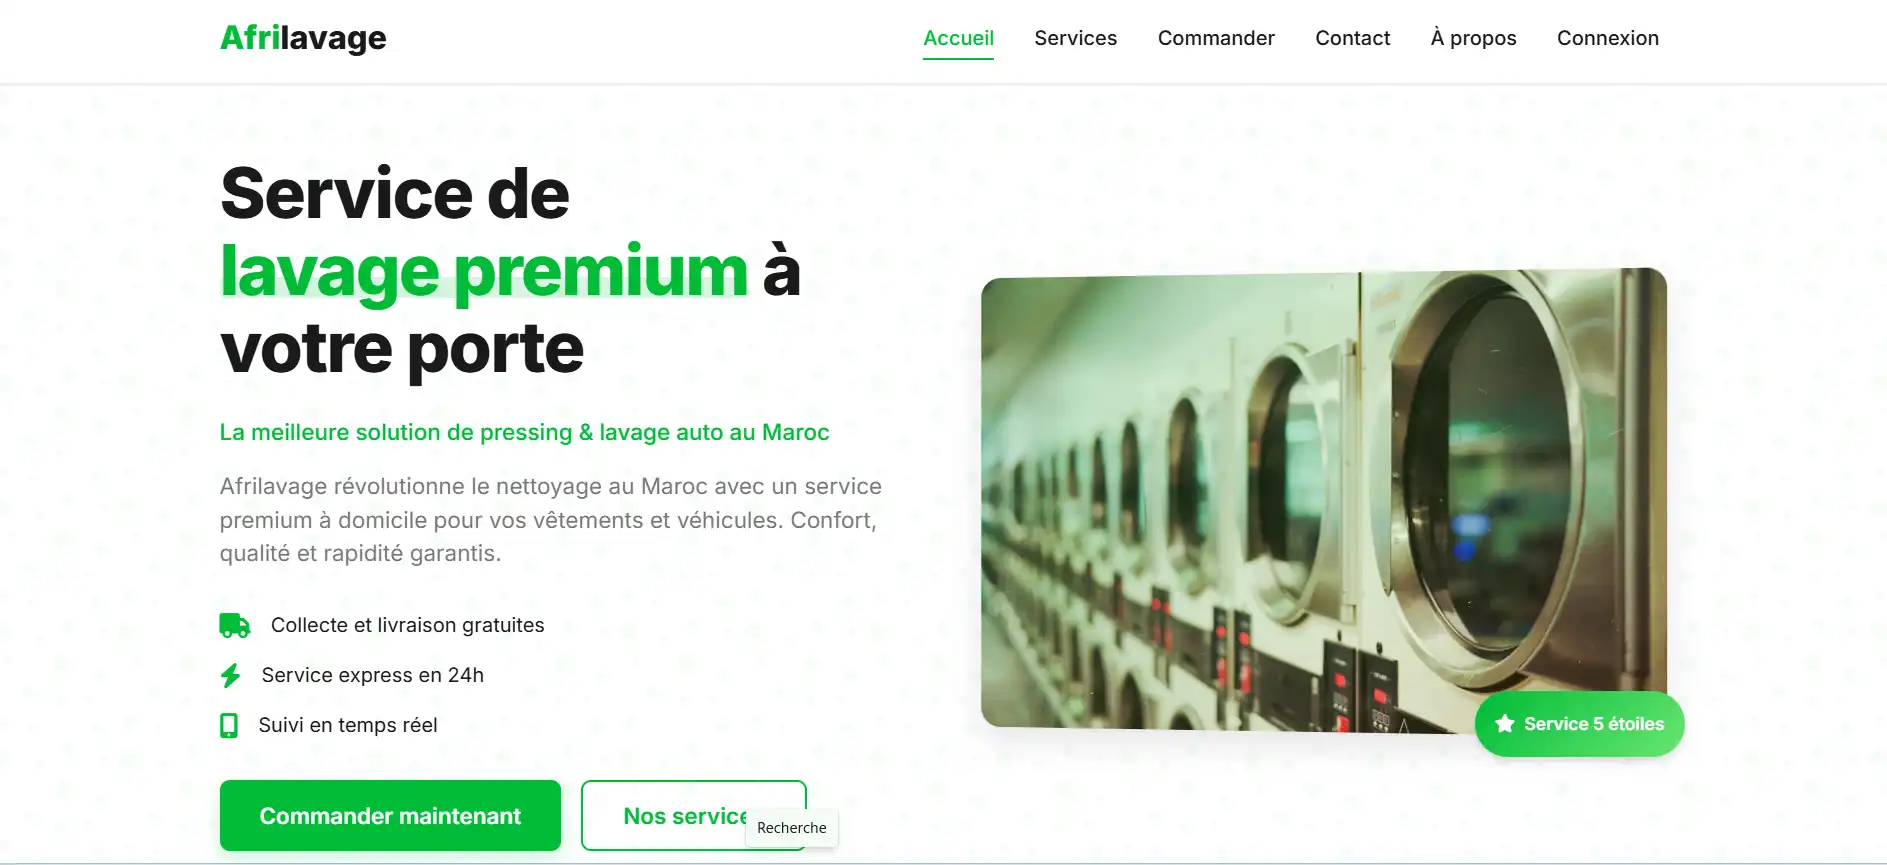 Afrilavage
Accueil
Services
Commander
Contact
À propos
Connexion
Service de
lavage premium à
votre porte
La meilleure solution de pressing & lavage auto au Maroc
Afrilavage révolutionne le nettoyage au Maroc avec un service
premium à domicile pour vos vêtements et véhicules. Confort,
qualité et rapidité garantis.
Collecte et livraison gratuites
Service express en 24h
Suivi en temps réel
Service 5 étoiles
Commander maintenant
Nos service
Recherche